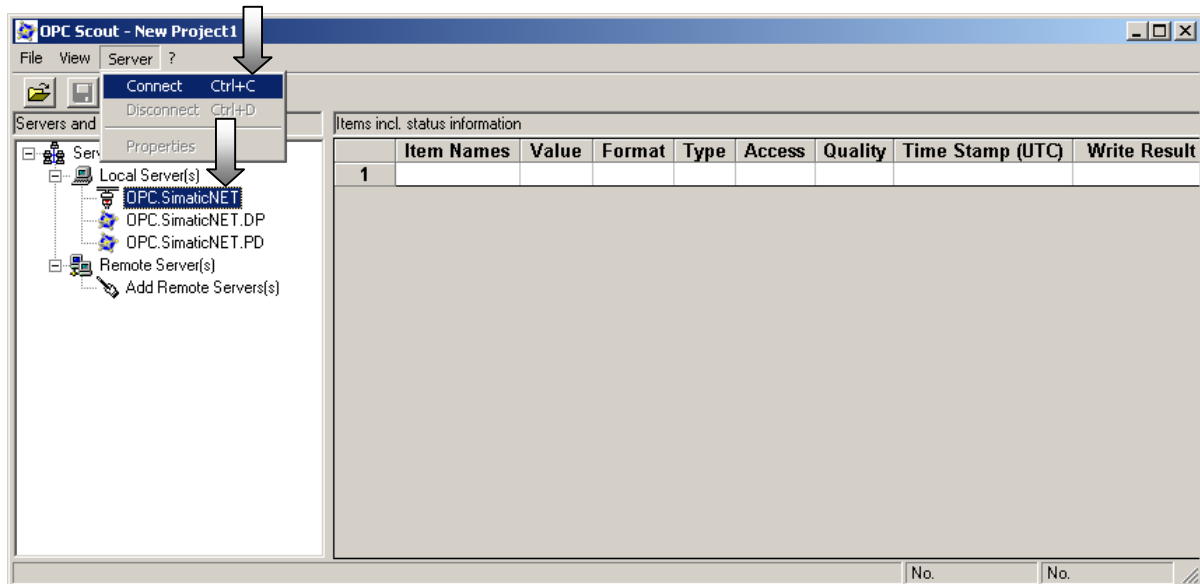 OPC Scout - New Project1
File View Server ?
Connect Ctrl+C
Disconnect Ctrl+D
Properties
Servers and
Items incl. status information
Item Names Value Format Type Access Quality Time Stamp (UTC) Write Result
1
Serv
Local Server(s)
OPC.SimaticNET
OPC.SimaticNET.DP
OPC.SimaticNET.PD
Remote Server(s)
Add Remote Servers(s)
No. No.